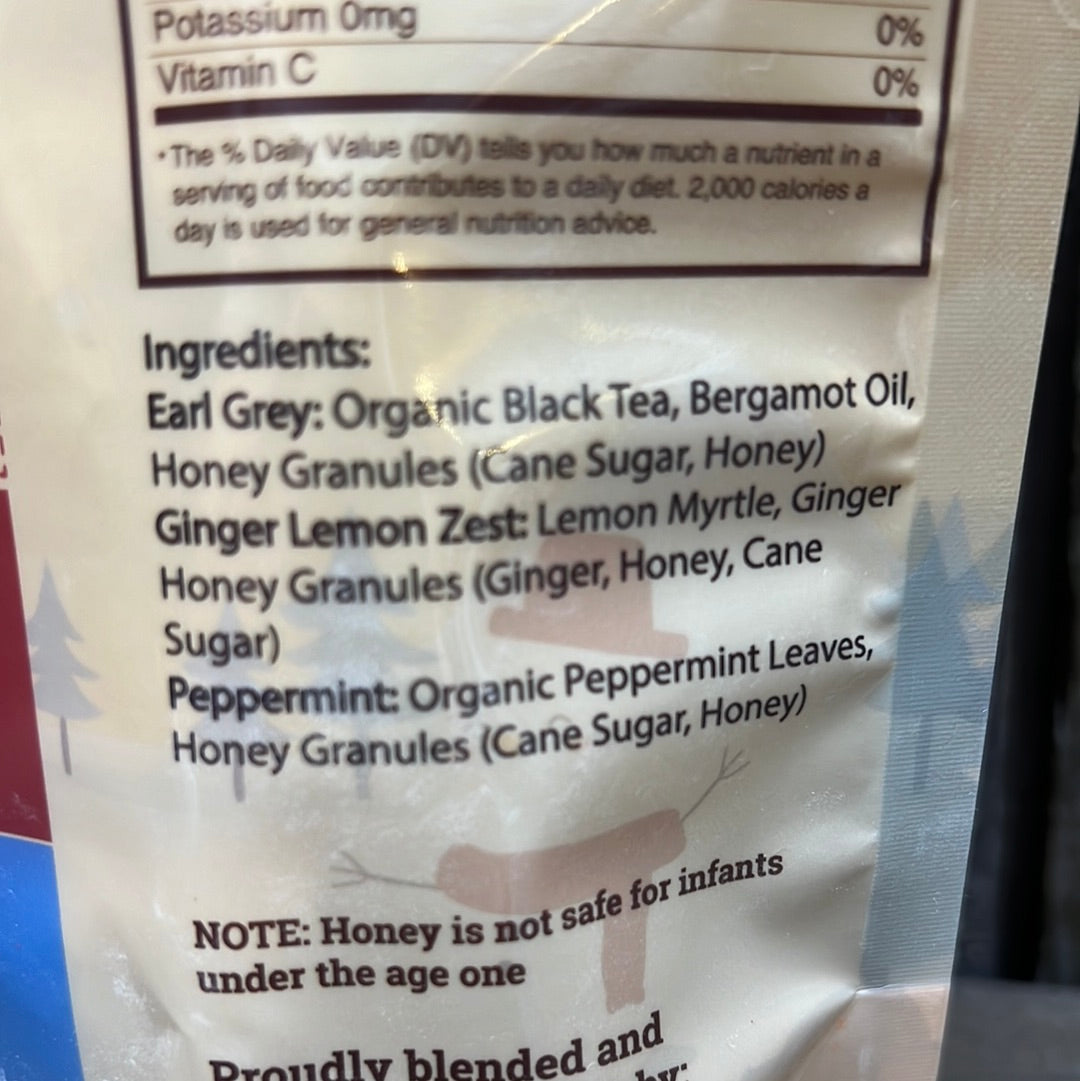 Potassium 0mg 0%
Vitamin C 0%
•The % Daily Value (DV) tells you how much a nutrient in a
serving of food contributes to a daily diet. 2,000 calories a
day is used for general nutrition advice.
Ingredients:
Earl Grey: Organic Black Tea, Bergamot Oil,
Honey Granules (Cane Sugar, Honey)
Ginger Lemon Zest: Lemon Myrtle, Ginger
Honey Granules (Ginger, Honey, Cane
Sugar)
Peppermint: Organic Peppermint Leaves,
Honey Granules (Cane Sugar, Honey)
NOTE: Honey is not safe for infants
under the age one
Proudly blended and
by: